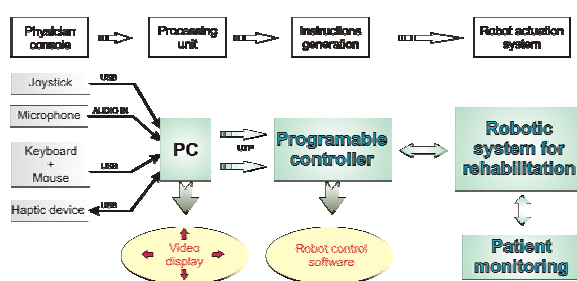 Physician
console
Processing
unit
Instructions
generation
Robot actuation
system
Joystick
USB
Microphone
AUDIO IN
Keyboard
+
Mouse
USB
Haptic device
USB
PC
UTP
Programable
controller
Robotic
system for
rehabilitation
Video
display
Robot control
software
Patient
monitoring